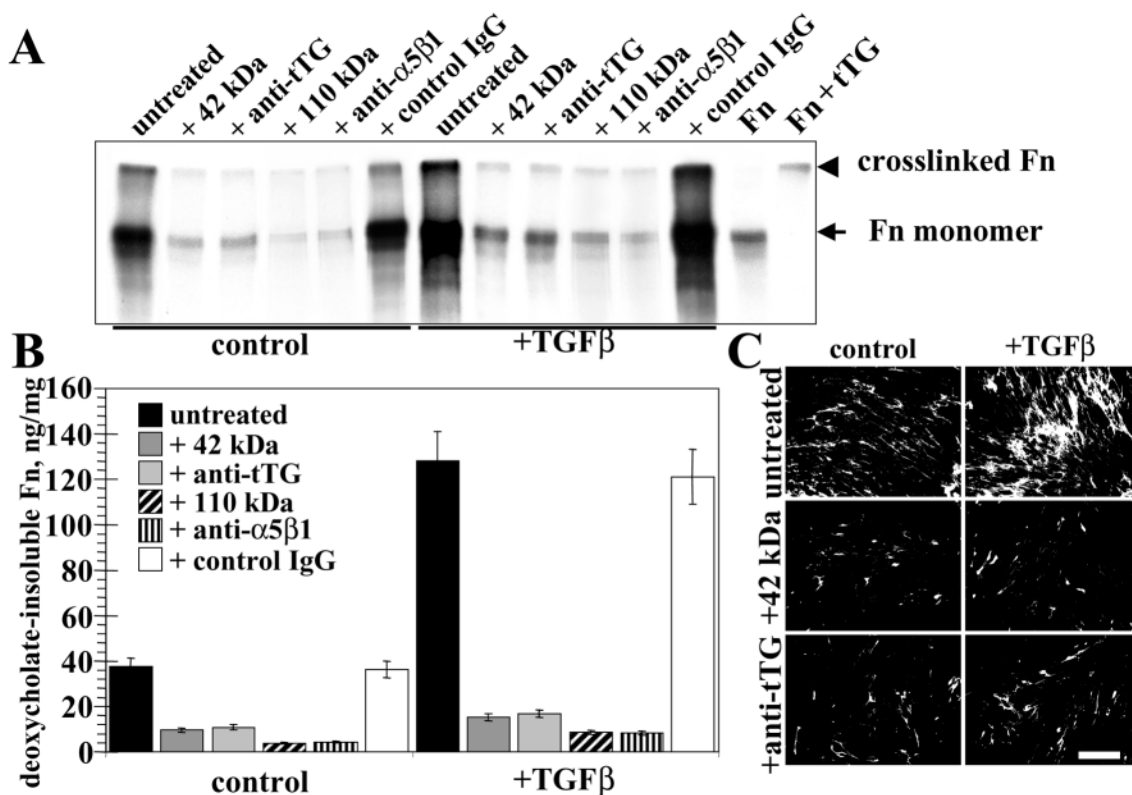 A
untreated
+ 42 kDa
+ anti-tTG
+ 110 kDa
+ anti-α5β1
+ control IgG
untreated
+ 42 kDa
+ anti-tTG
+ 110 kDa
+ anti-α5β1
+ control IgG
Fn
Fn + tTG
crosslinked Fn
Fn monomer
control
+TGFβ
B
deoxycholate-insoluble Fn, ng/mg
160
140
120
100
80
60
40
20
0
untreated
+ 42 kDa
+ anti-tTG
+ 110 kDa
+ anti-α5β1
+ control IgG
control
+TGFβ
C
control
+TGFβ
untreated
+42 kDa
+anti-tTG